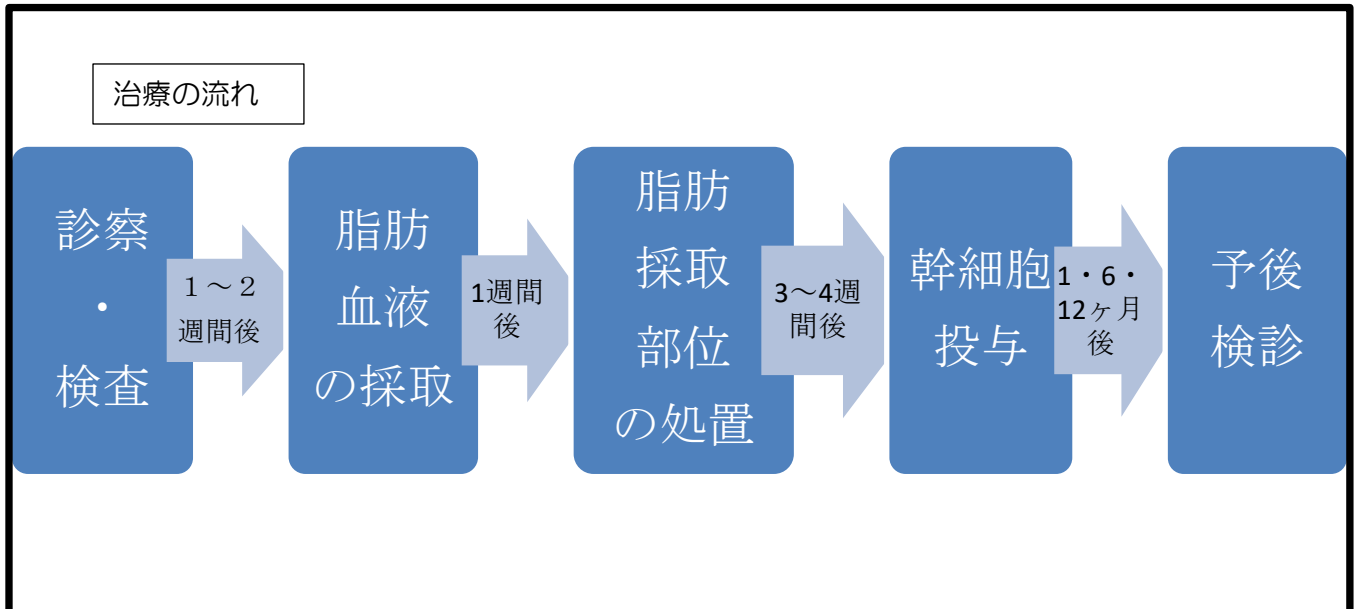 治療の流れ
診察
・
検査
１～２
週間後
脂肪
血液
の採取
1週間
後
脂肪
採取
部位
の処置
3～4週
間後
幹細胞
投与
1・6・
12ヶ月
後
予後
検診